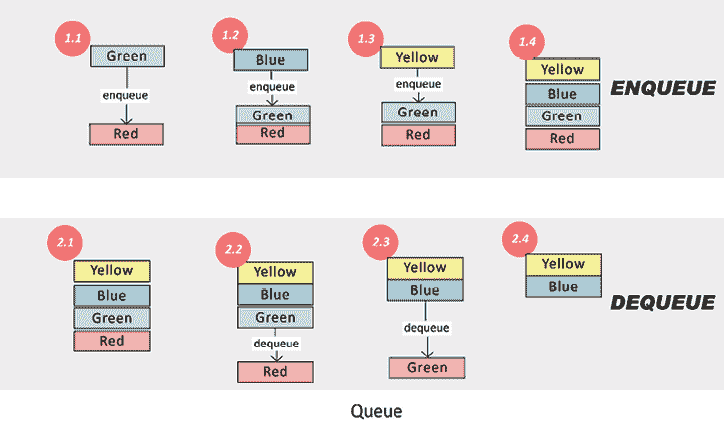 1.1
Green
enqueue
Red
1.2
Blue
enqueue
Green
Red
1.3
Yellow
enqueue
Green
Red
1.4
Yellow
Blue
Green
Red
ENQUEUE
2.1
Yellow
Blue
Green
Red
2.2
Yellow
Blue
Green
dequeue
Red
2.3
Yellow
Blue
dequeue
Green
2.4
Yellow
Blue
DEQUEUE
Queue